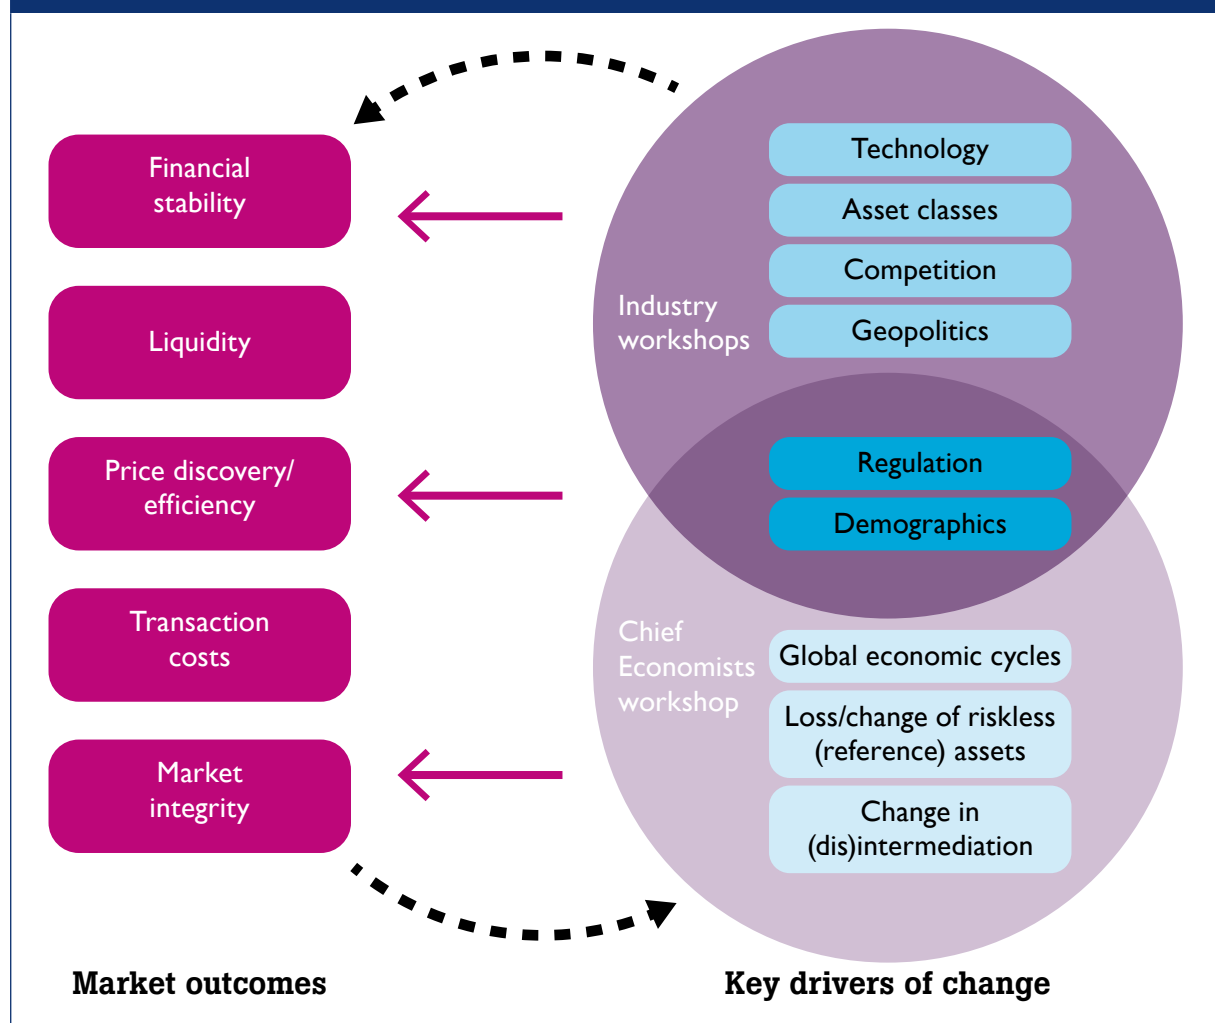 Financial
stability
Liquidity
Price discovery/
efficiency
Transaction
costs
Market
integrity
Market outcomes
Industry
workshops
Technology
Asset classes
Competition
Geopolitics
Regulation
Demographics
Chief
Economists
workshop
Global economic cycles
Loss/change of riskless
(reference) assets
Change in
(dis)intermediation
Key drivers of change